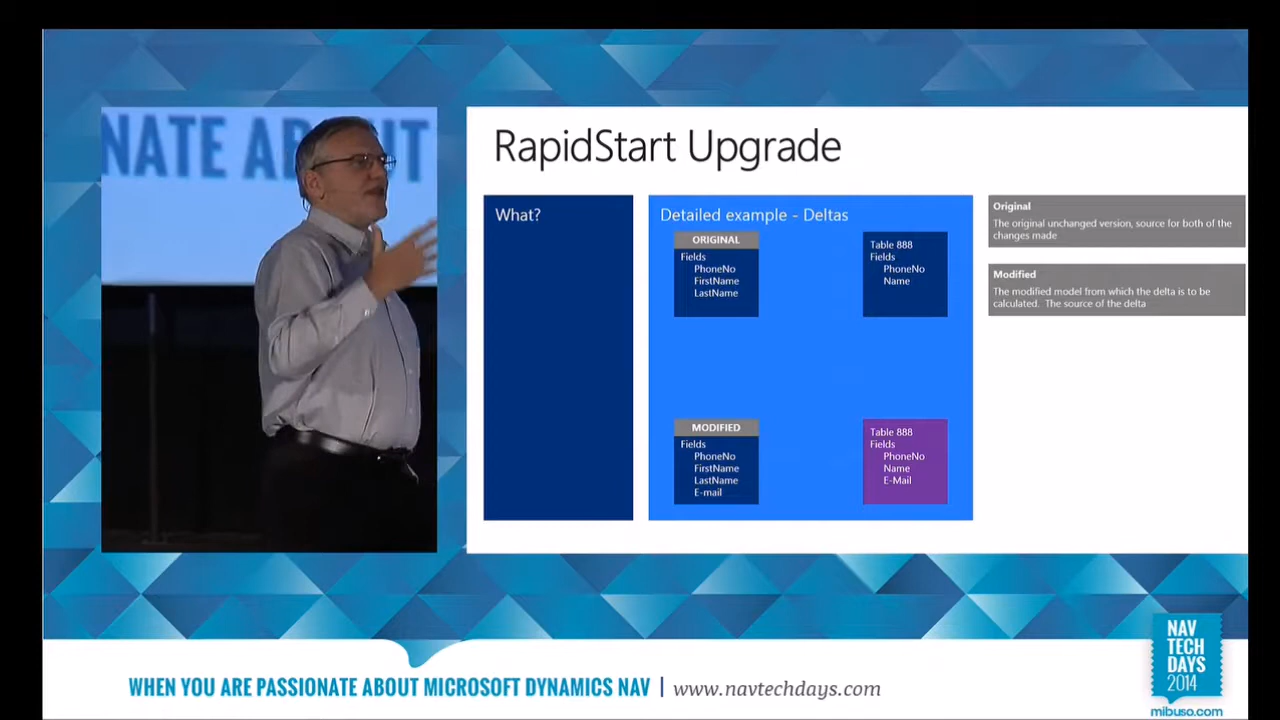 NATE ABOUT
RapidStart Upgrade
What?
Detailed example - Deltas
ORIGINAL
Fields
PhoneNo
FirstName
LastName
Table 888
Fields
PhoneNo
Name
MODIFIED
Fields
PhoneNo
FirstName
LastName
E-mail
Table 888
Fields
PhoneNo
Name
E-Mail
Original
The original unchanged version, source for both of the
changes made
Modified
The modified model from which the delta is to be
calculated. The source of the delta
WHEN YOU ARE PASSIONATE ABOUT MICROSOFT DYNAMICS NAV | www.navtechdays.com
NAV
TECH
DAYS
2014
mibuso.com